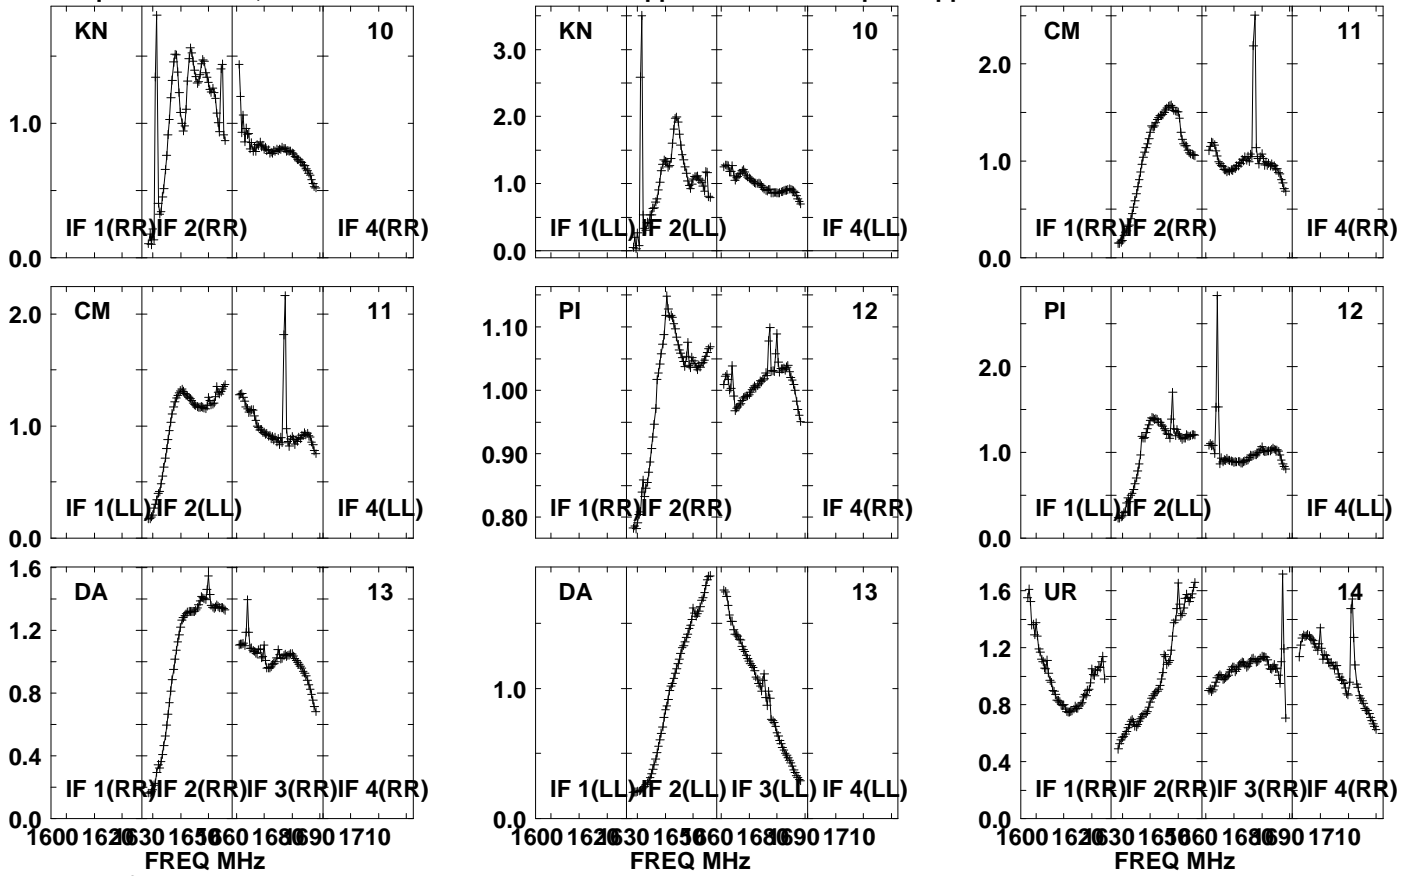 KN 10 KN 10 CM 11
3.0
2.0 2.0
1.0 1.0 1.0
IF 1(RR) IF 2(RR) IF 4(RR) IF 1(LL) IF 2(LL) IF 4(LL) IF 1(RR) IF 2(RR) IF 4(RR)
0.0 0.0 0.0
CM 11 PI 12 PI 12
2.0 1.10 2.0
1.0 1.00 1.0
0.90
IF 1(LL) IF 2(LL) IF 4(LL) IF 1(RR) IF 2(RR) IF 4(RR) IF 1(LL) IF 2(LL) IF 4(LL)
0.0 0.80 0.0
1.6 DA 13 DA 13 1.6 UR 14
1.2 1.2
0.8 1.0 0.8
0.4 0.4
IF 1(RR) IF 2(RR) IF 3(RR) IF 4(RR) IF 1(LL) IF 2(LL) IF 3(LL) IF 4(LL) IF 1(RR) IF 2(RR) IF 3(RR) IF 4(RR)
0.0 0.0 0.0
1600 1620 1630 1650 1660 1680 1690 1710 1600 1620 1630 1650 1660 1680 1690 1710 1600 1620 1630 1650 1660 1680 1690 1710
FREQ MHz FREQ MHz FREQ MHz